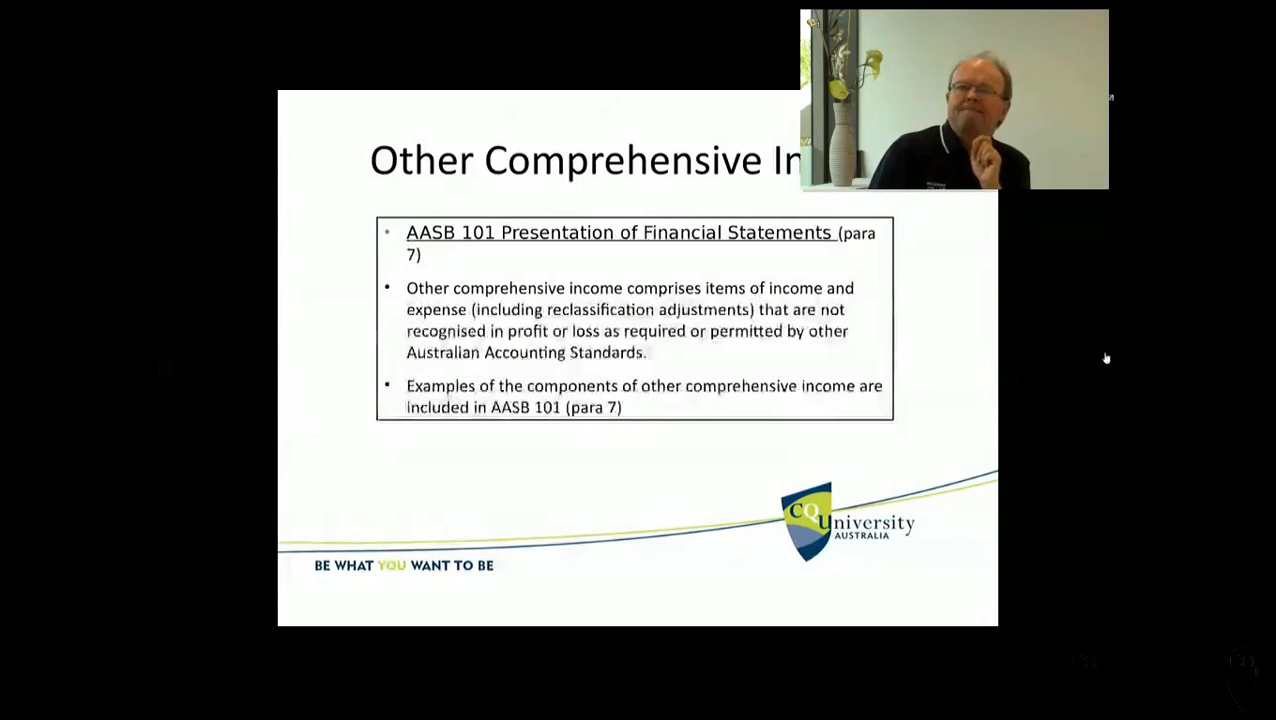 Other Comprehensive In
• AASB 101 Presentation of Financial Statements (para
7)
• Other comprehensive income comprises items of income and
expense (including reclassification adjustments) that are not
recognised in profit or loss as required or permitted by other
Australian Accounting Standards.
• Examples of the components of other comprehensive income are
included in AASB 101 (para 7)
CQUniversity
AUSTRALIA
BE WHAT YOU WANT TO BE